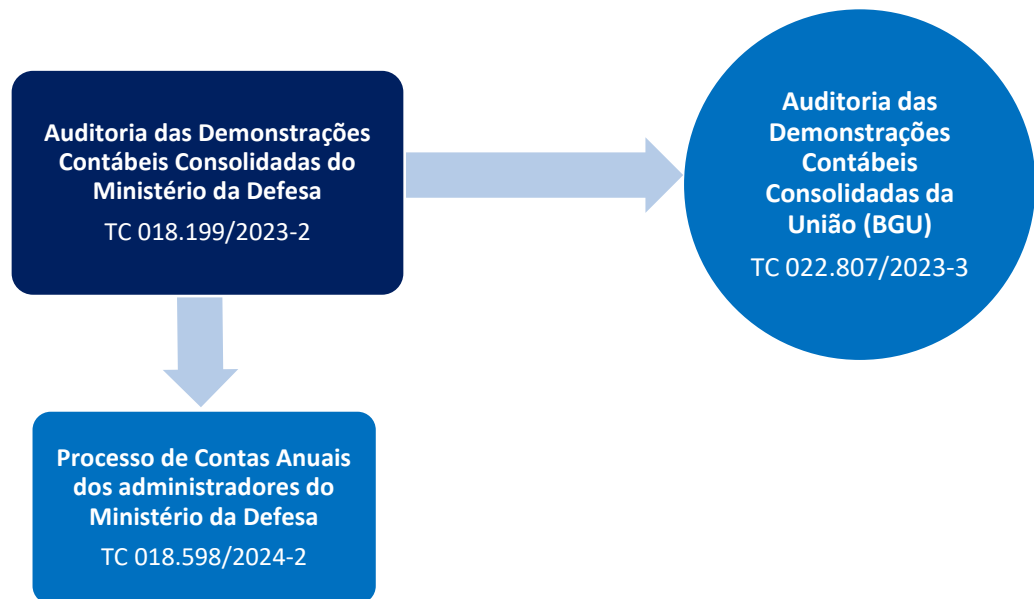 Auditoria das Demonstrações
Contábeis Consolidadas do
Ministério da Defesa
TC 018.199/2023-2
Auditoria das
Demonstrações
Contábeis
Consolidadas da
União (BGU)
TC 022.807/2023-3
Processo de Contas Anuais
dos administradores do
Ministério da Defesa
TC 018.598/2024-2